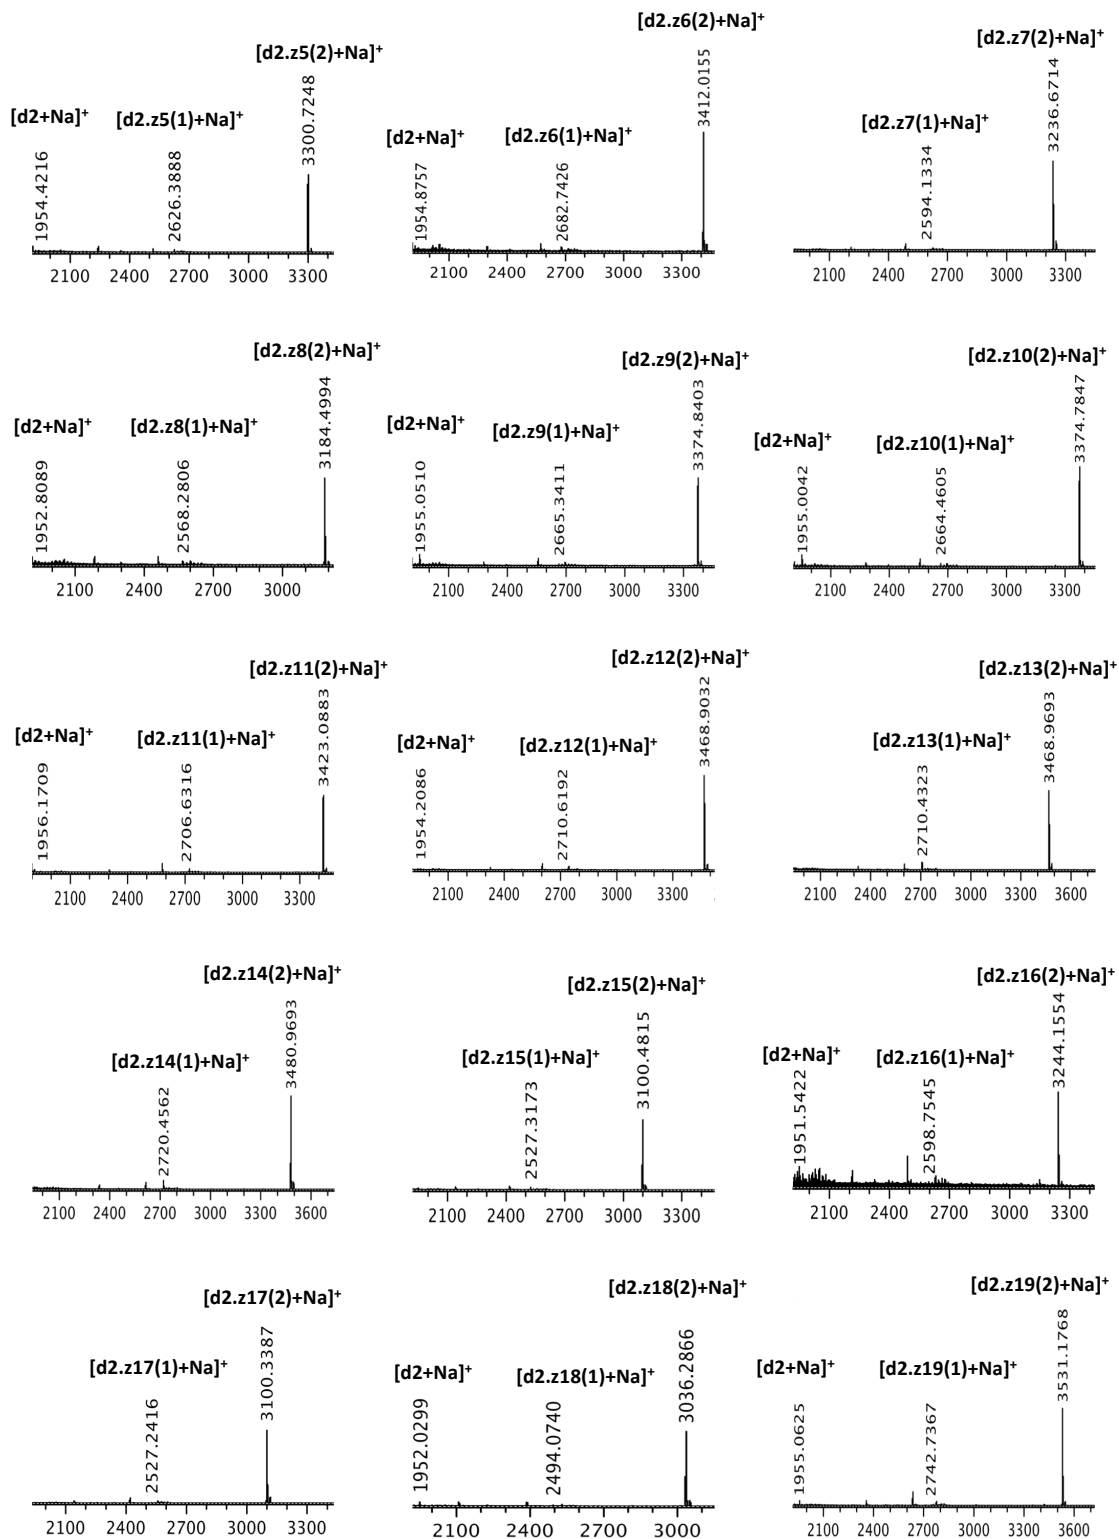 [d2+Na]⁺
[d2.z5(1)+Na]⁺
[d2.z5(2)+Na]⁺
1954.4216
2626.3888
3300.7248
2100 2400 2700 3000 3300
[d2+Na]⁺
[d2.z6(1)+Na]⁺
[d2.z6(2)+Na]⁺
1954.8757
2682.7426
3412.0155
2100 2400 2700 3000 3300
[d2.z7(1)+Na]⁺
[d2.z7(2)+Na]⁺
2594.1334
3236.6714
2100 2400 2700 3000 3300
[d2+Na]⁺
[d2.z8(1)+Na]⁺
[d2.z8(2)+Na]⁺
1952.8089
2568.2806
3184.4994
2100 2400 2700 3000
[d2+Na]⁺
[d2.z9(1)+Na]⁺
[d2.z9(2)+Na]⁺
1955.0510
2665.3411
3374.8403
2100 2400 2700 3000 3300
[d2+Na]⁺
[d2.z10(1)+Na]⁺
[d2.z10(2)+Na]⁺
1955.0042
2664.4605
3374.7847
2100 2400 2700 3000 3300
[d2+Na]⁺
[d2.z11(1)+Na]⁺
[d2.z11(2)+Na]⁺
1956.1709
2706.6316
3423.0883
2100 2400 2700 3000 3300
[d2+Na]⁺
[d2.z12(1)+Na]⁺
[d2.z12(2)+Na]⁺
1954.2086
2710.6192
3468.9032
2100 2400 2700 3000 3300
[d2.z13(1)+Na]⁺
[d2.z13(2)+Na]⁺
2710.4323
3468.9693
2100 2400 2700 3000 3300 3600
[d2.z14(1)+Na]⁺
[d2.z14(2)+Na]⁺
2720.4562
3480.9693
2100 2400 2700 3000 3300 3600
[d2.z15(1)+Na]⁺
[d2.z15(2)+Na]⁺
2527.3173
3100.4815
2100 2400 2700 3000 3300
[d2+Na]⁺
[d2.z16(1)+Na]⁺
[d2.z16(2)+Na]⁺
1951.5422
2598.7545
3244.1554
2100 2400 2700 3000 3300
[d2.z17(1)+Na]⁺
[d2.z17(2)+Na]⁺
2527.2416
3100.3387
2100 2400 2700 3000 3300
[d2+Na]⁺
[d2.z18(1)+Na]⁺
[d2.z18(2)+Na]⁺
1952.0299
2494.0740
3036.2866
2100 2400 2700 3000
[d2+Na]⁺
[d2.z19(1)+Na]⁺
[d2.z19(2)+Na]⁺
1955.0625
2742.7367
3531.1768
2100 2400 2700 3000 3300 3600